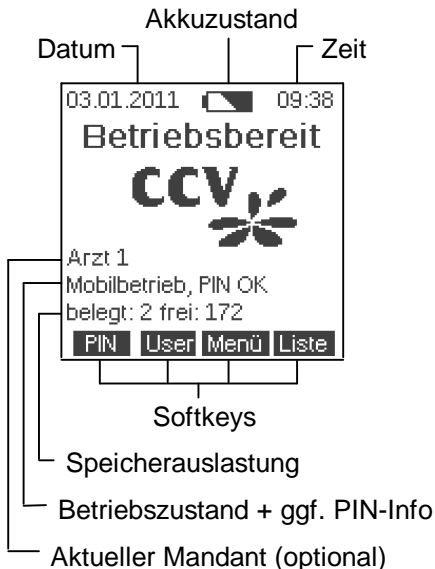 Akkuzustand
Datum Zeit
03.01.2011 09:38
Betriebsbereit
CCV
Arzt 1
Mobilbetrieb, PIN OK
belegt: 2 frei: 172
PIN User Menü Liste
Softkeys
Speicherauslastung
Betriebszustand + ggf. PIN-Info
Aktueller Mandant (optional)